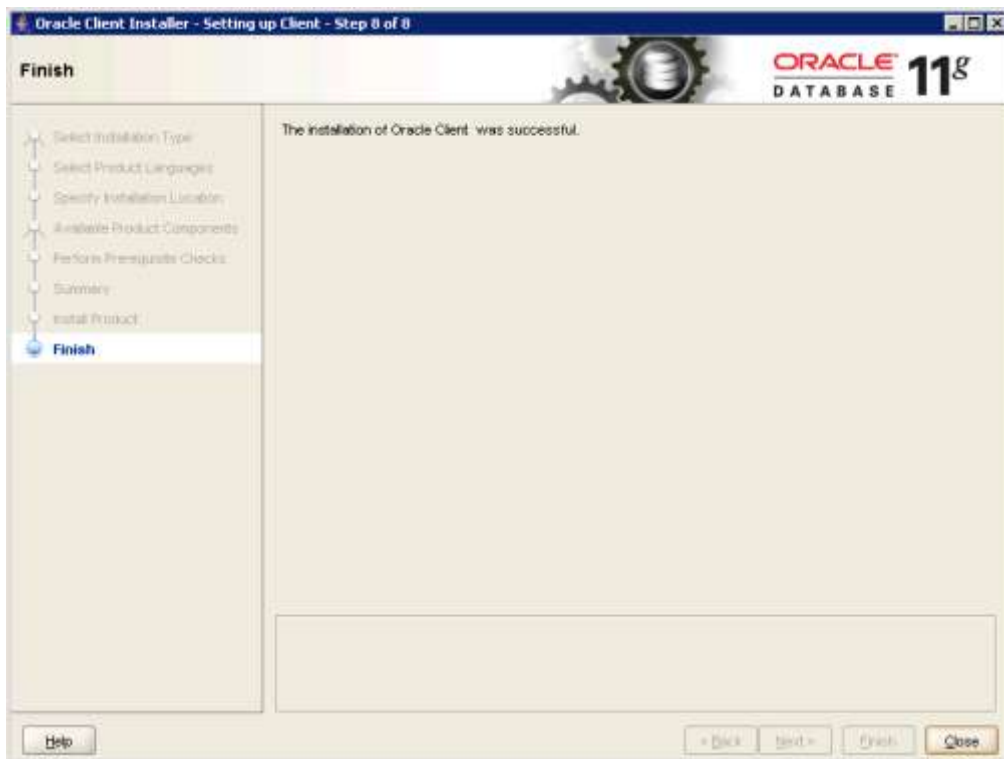 Oracle Client Installer - Setting up Client - Step 8 of 8
Finish
ORACLE
DATABASE
11g
Select Installation Type
Select Product Languages
Specify Installation Location
Available Product Components
Perform Prerequisite Checks
Summary
Install Product
Finish
The installation of Oracle Client was successful.
Help
< Back
Next >
Finish
Close